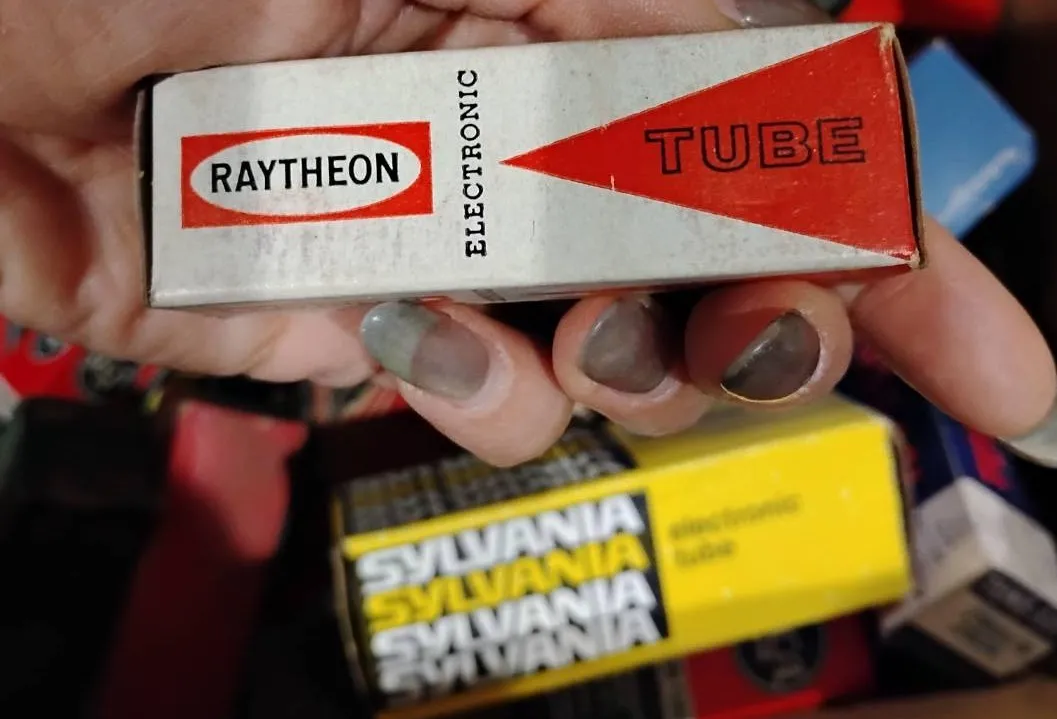 RAYTHEON
ELECTRONIC
TUBE
SYLVANIA
SYLVANIA
SYLVANIA
SYLVANIA
electronic
tube